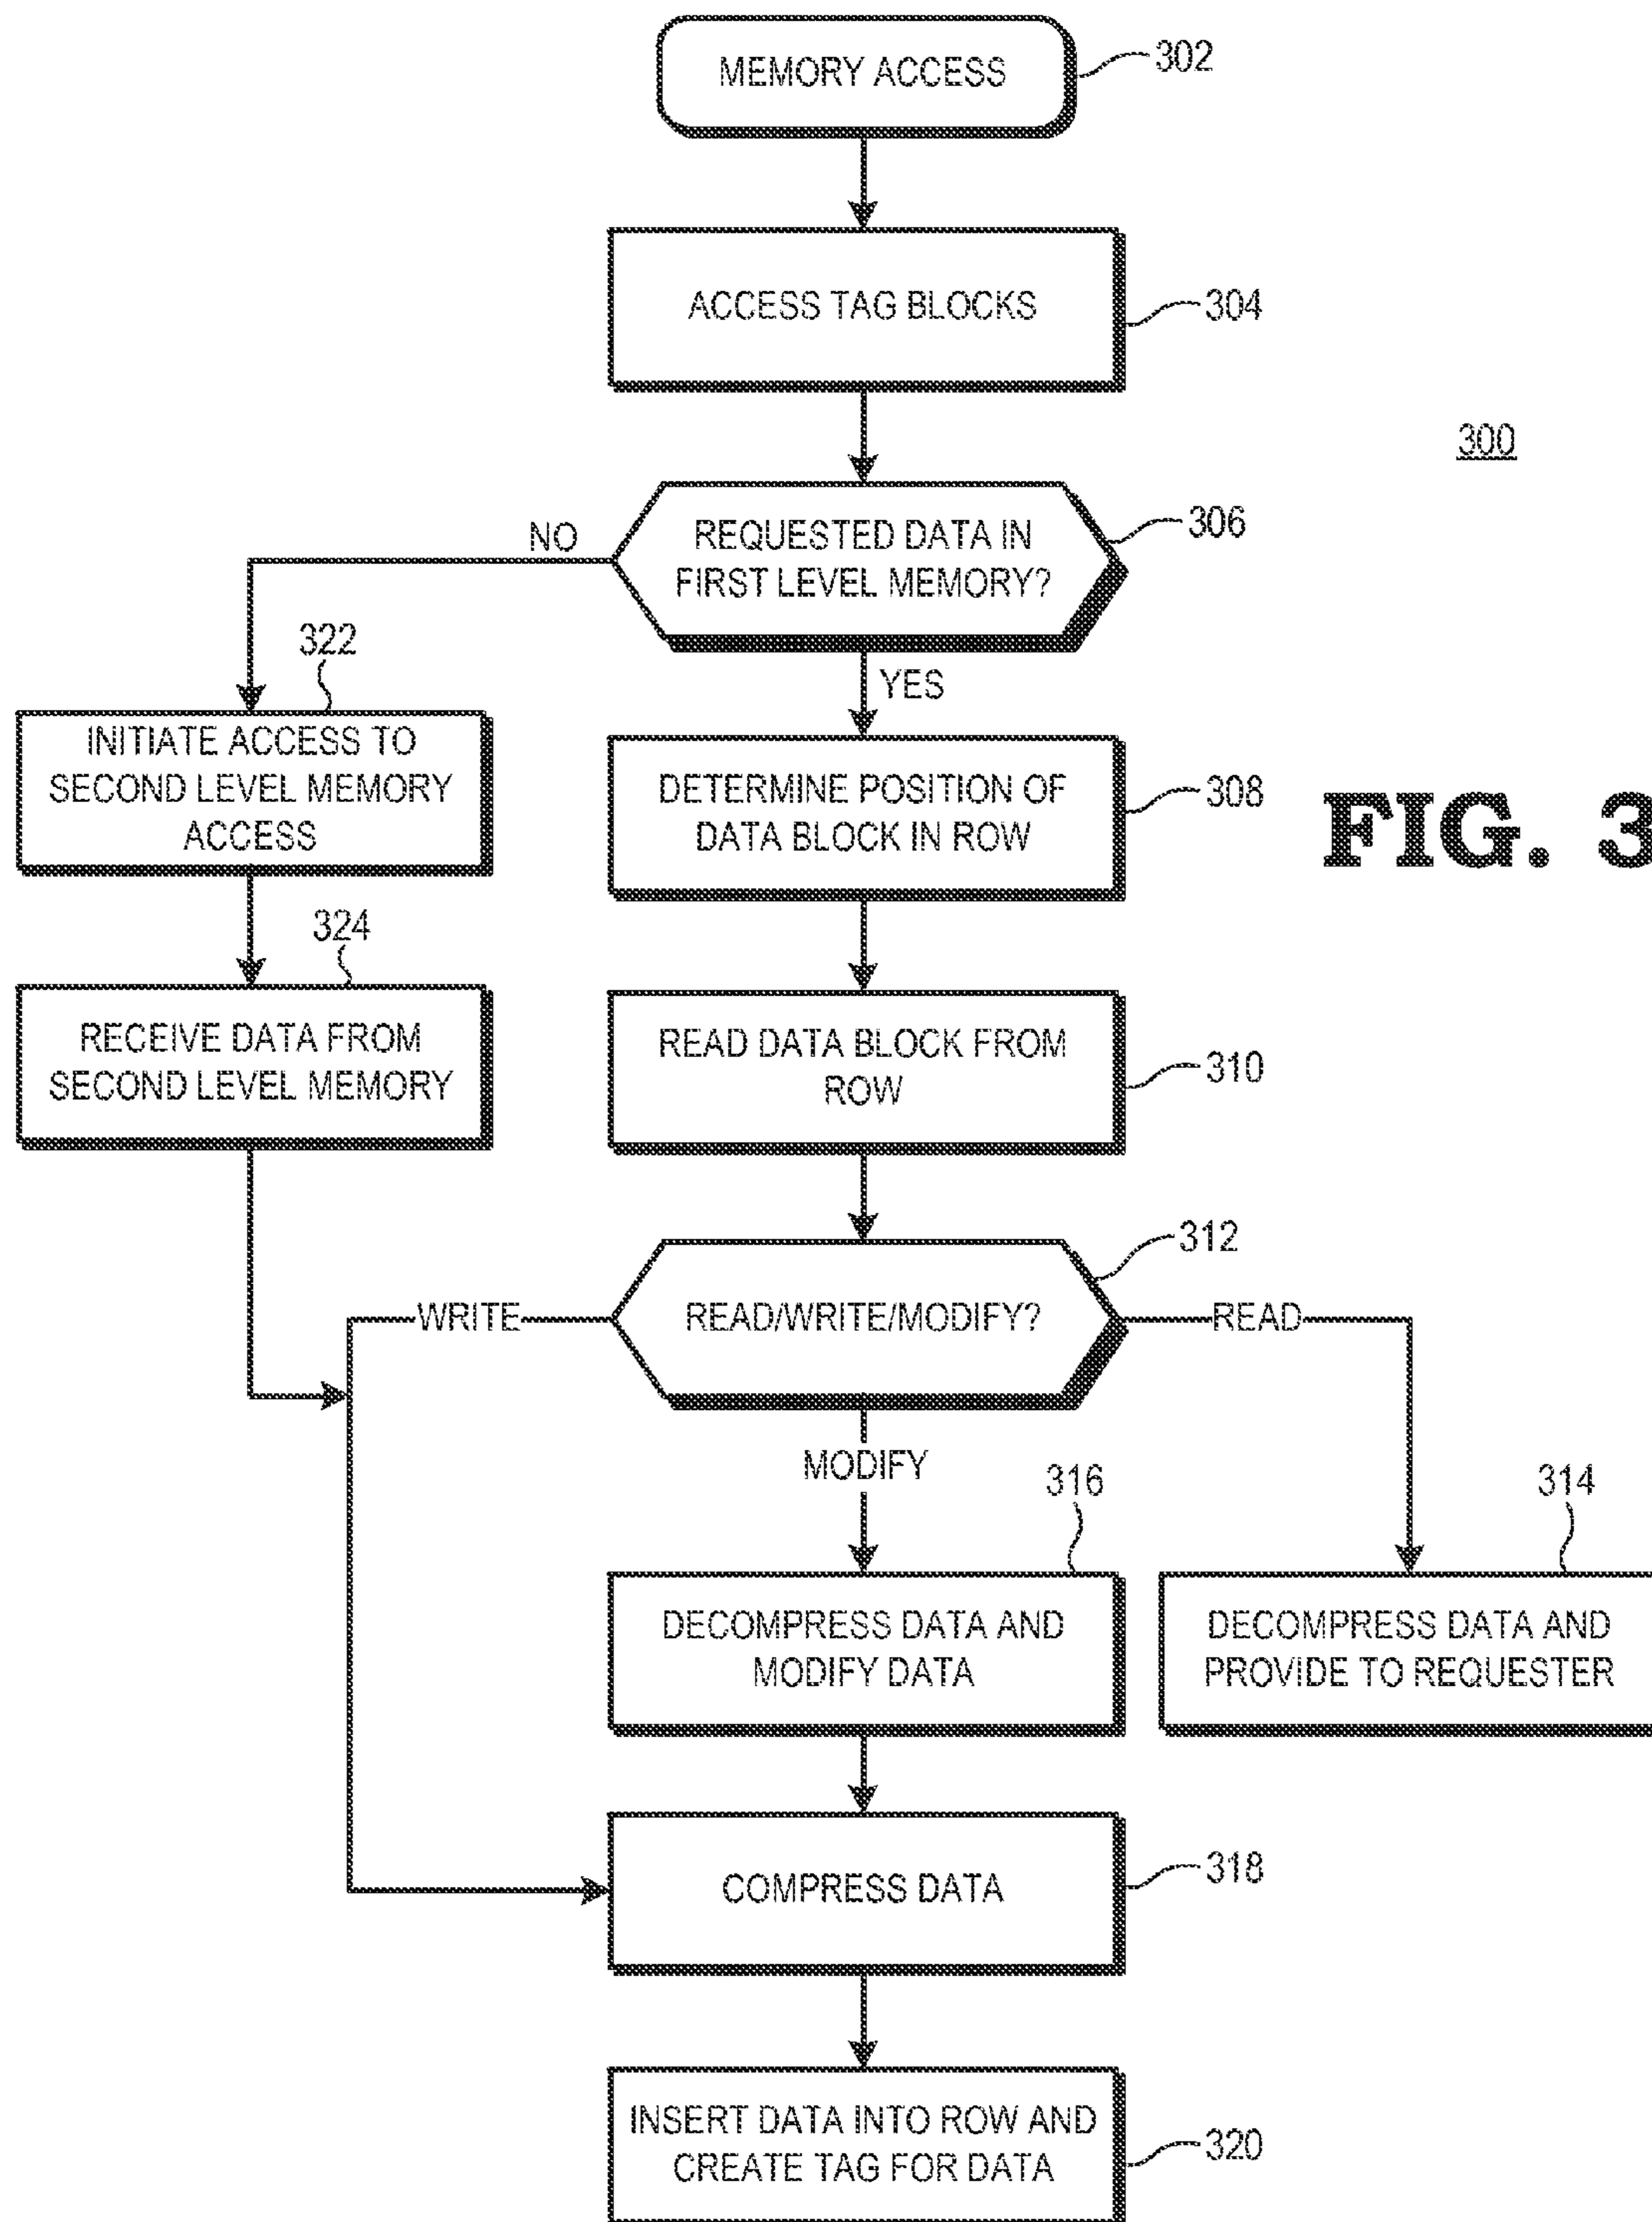 MEMORY ACCESS
302
ACCESS TAG BLOCKS
304
300
REQUESTED DATA IN
FIRST LEVEL MEMORY?
306
NO
YES
322
INITIATE ACCESS TO
SECOND LEVEL MEMORY
ACCESS
DETERMINE POSITION OF
DATA BLOCK IN ROW
308
FIG. 3
324
RECEIVE DATA FROM
SECOND LEVEL MEMORY
READ DATA BLOCK FROM
ROW
310
312
WRITE
READ/WRITE/MODIFY?
READ
MODIFY
316
314
DECOMPRESS DATA AND
MODIFY DATA
DECOMPRESS DATA AND
PROVIDE TO REQUESTER
COMPRESS DATA
318
INSERT DATA INTO ROW AND
CREATE TAG FOR DATA
320